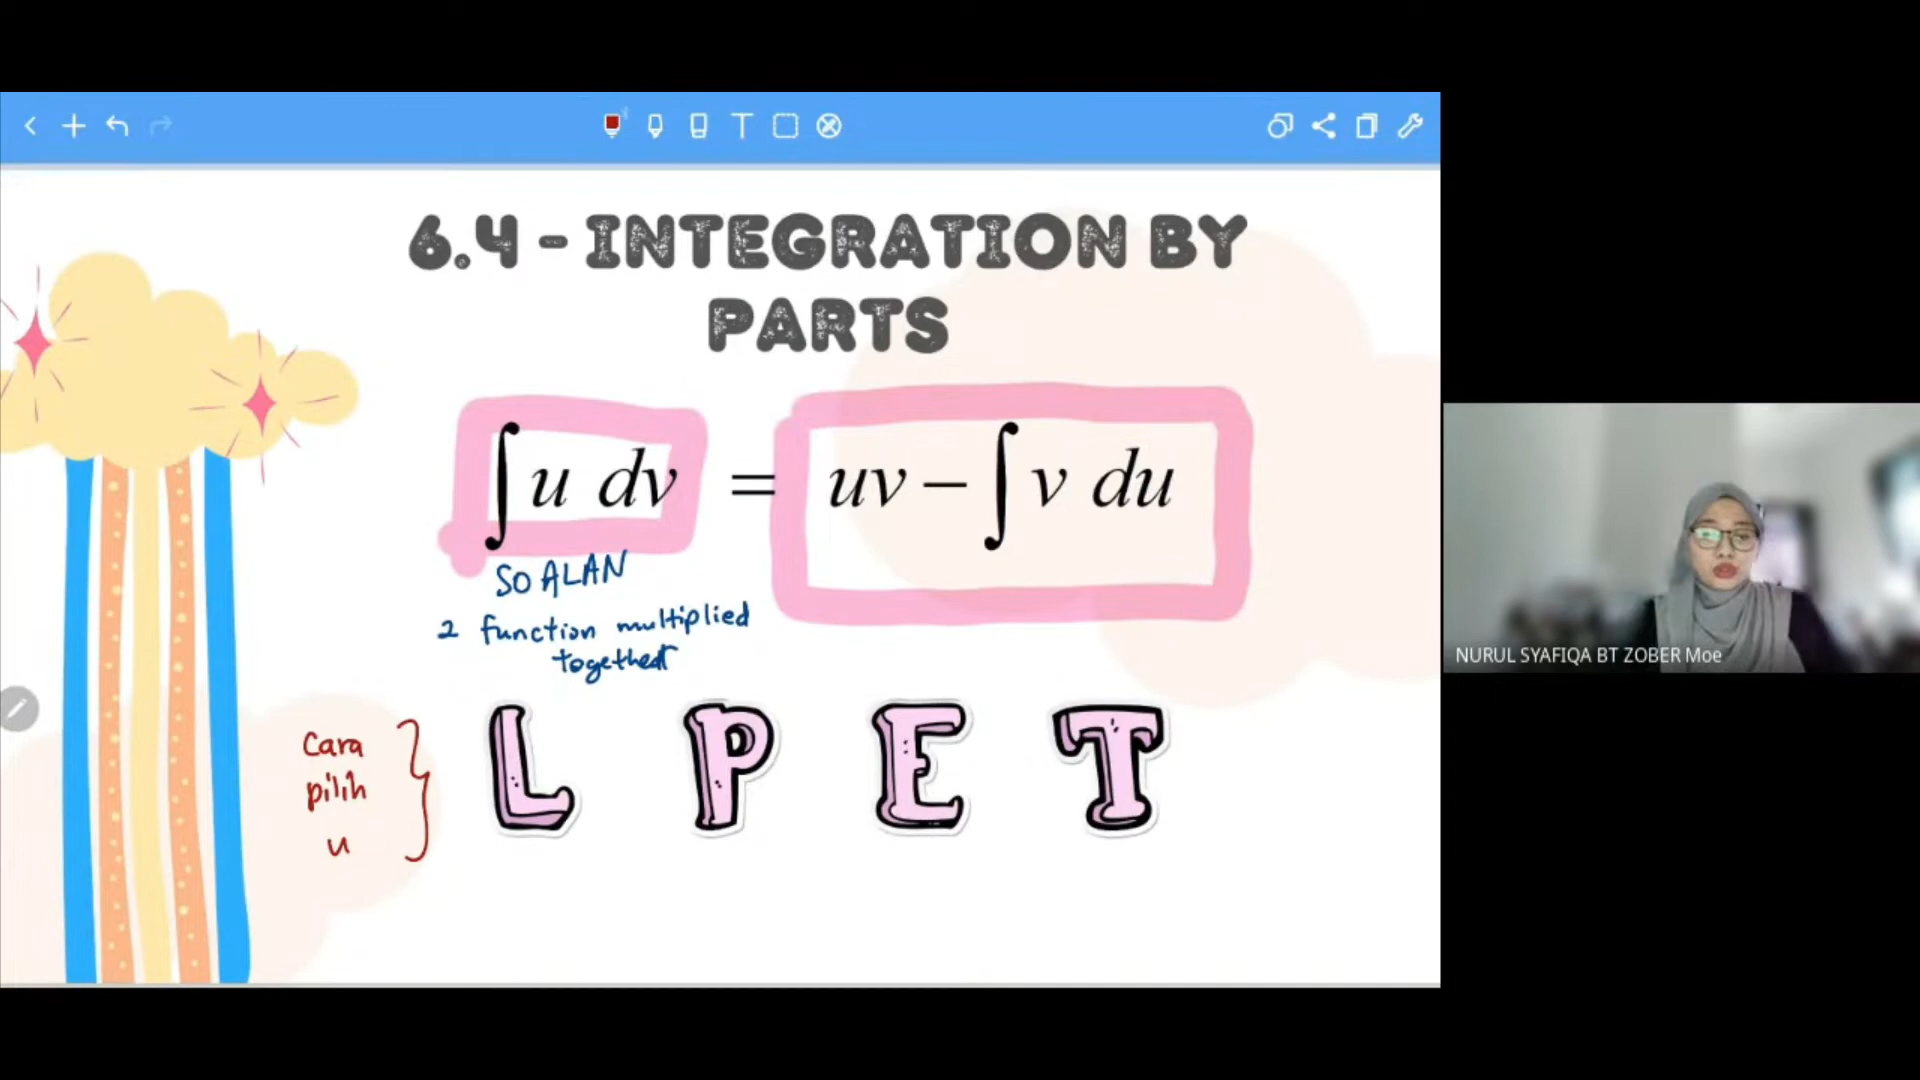 6.4 - INTEGRATION BY
PARTS
∫ u dv = uv − ∫ v du
SOALAN
2 function multiplied
together
Cara
pilih
u
L P E T
NURUL SYAFIQA BT ZOBER Moe